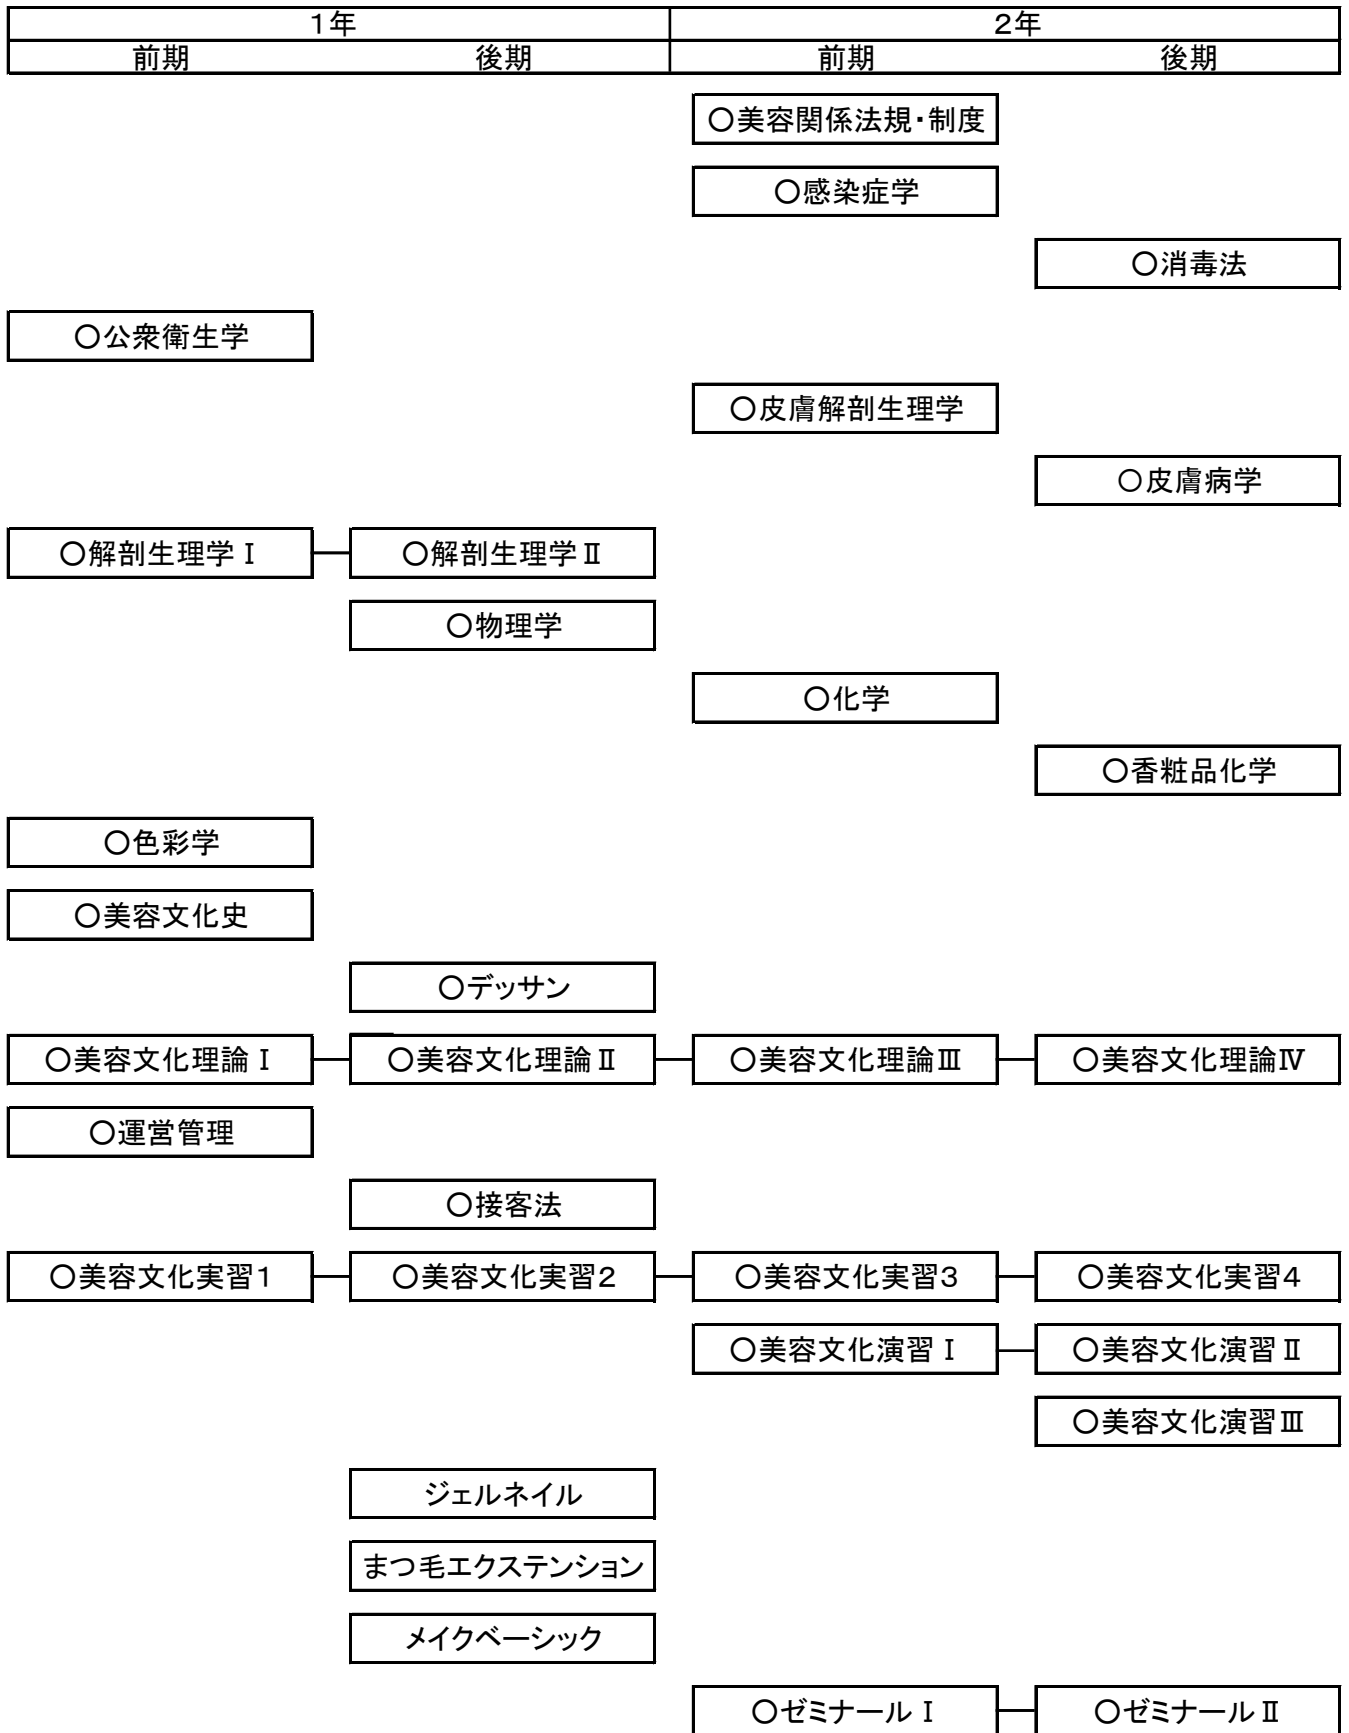 1年 2年
前期 後期 前期 後期
○美容関係法規・制度
○感染症学
○消毒法
○公衆衛生学
○皮膚解剖生理学
○皮膚病学
○解剖生理学Ⅰ ○解剖生理学Ⅱ
○物理学
○化学
○香粧品化学
○色彩学
○美容文化史
○デッサン
○美容文化理論Ⅰ ○美容文化理論Ⅱ ○美容文化理論Ⅲ ○美容文化理論Ⅳ
○運営管理
○接客法
○美容文化実習1 ○美容文化実習2 ○美容文化実習3 ○美容文化実習4
○美容文化演習Ⅰ ○美容文化演習Ⅱ
○美容文化演習Ⅲ
ジェルネイル
まつ毛エクステンション
メイクベーシック
○ゼミナールⅠ ○ゼミナールⅡ